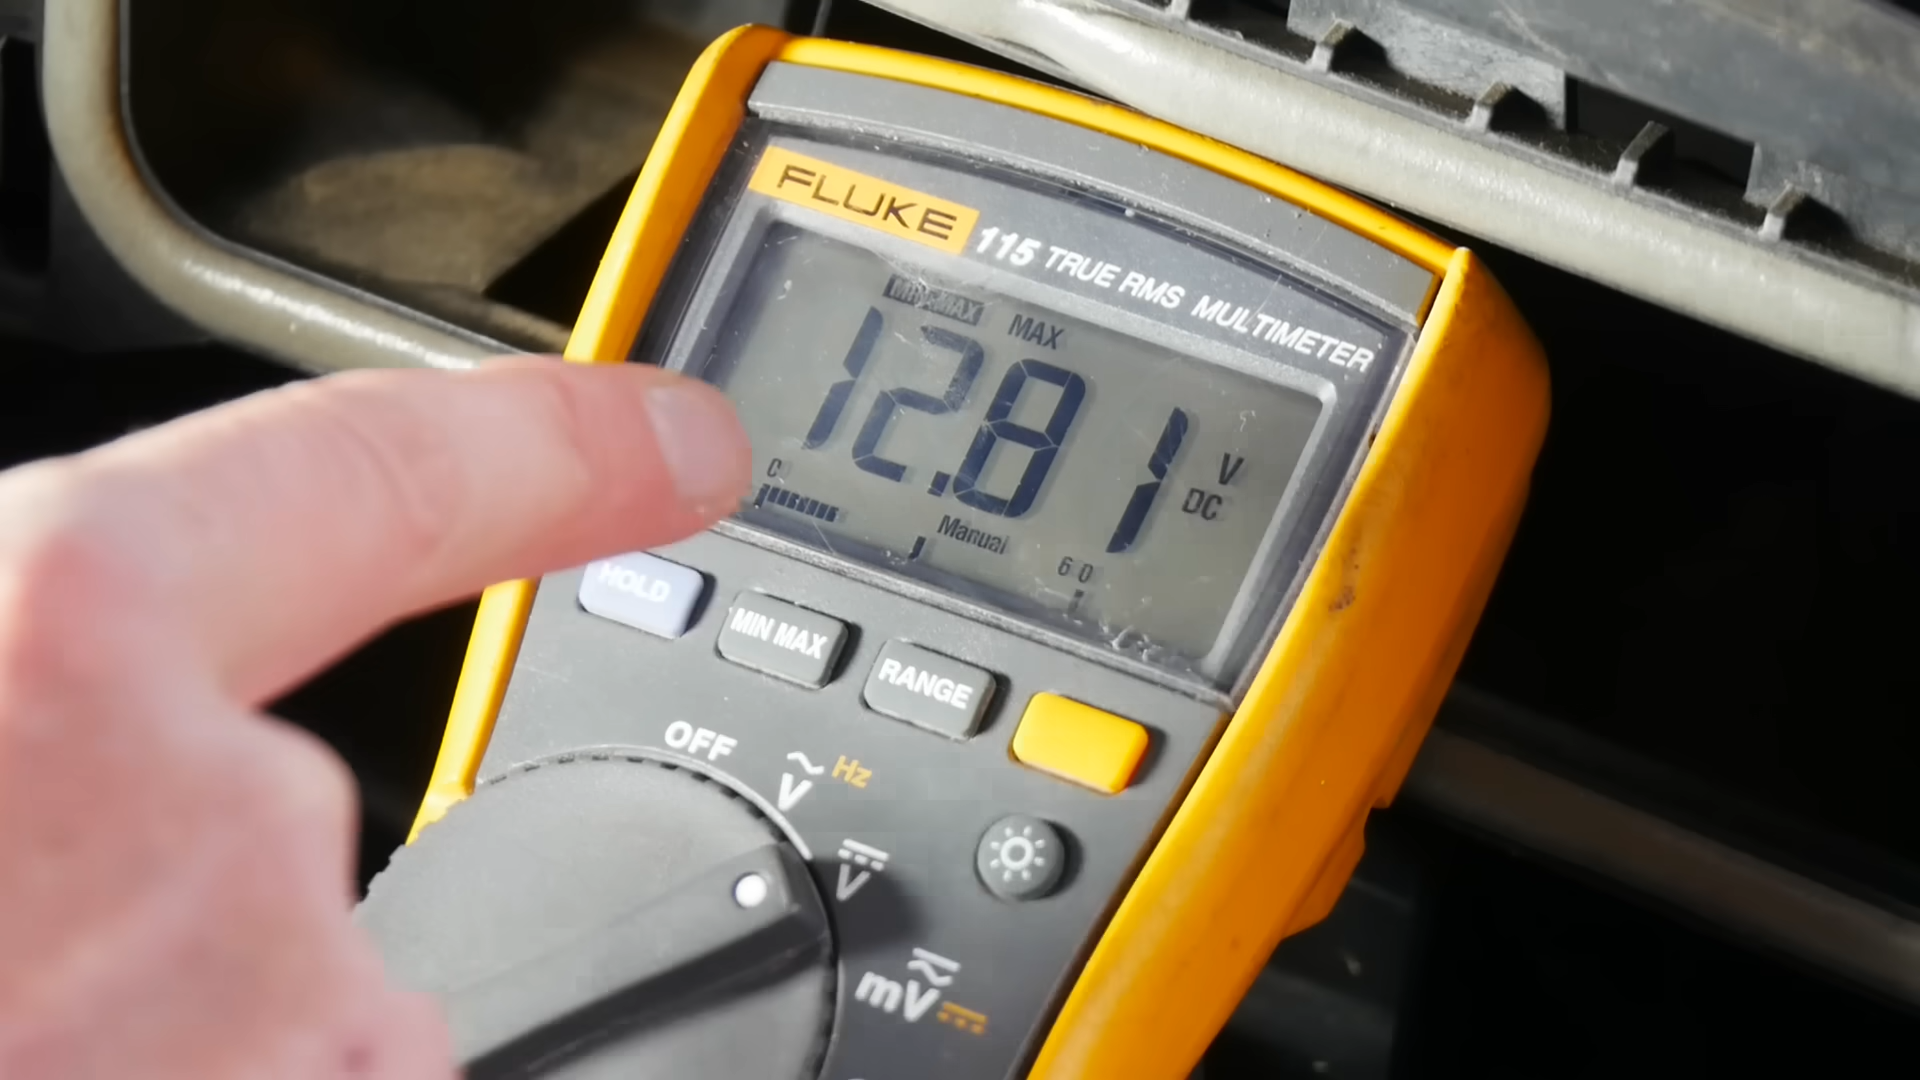 FLUKE 115 TRUE RMS MULTIMETER
MIN MAX MAX
12.81 V DC
Manual
60
HOLD
MIN MAX
RANGE
OFF
V Hz
V
mV